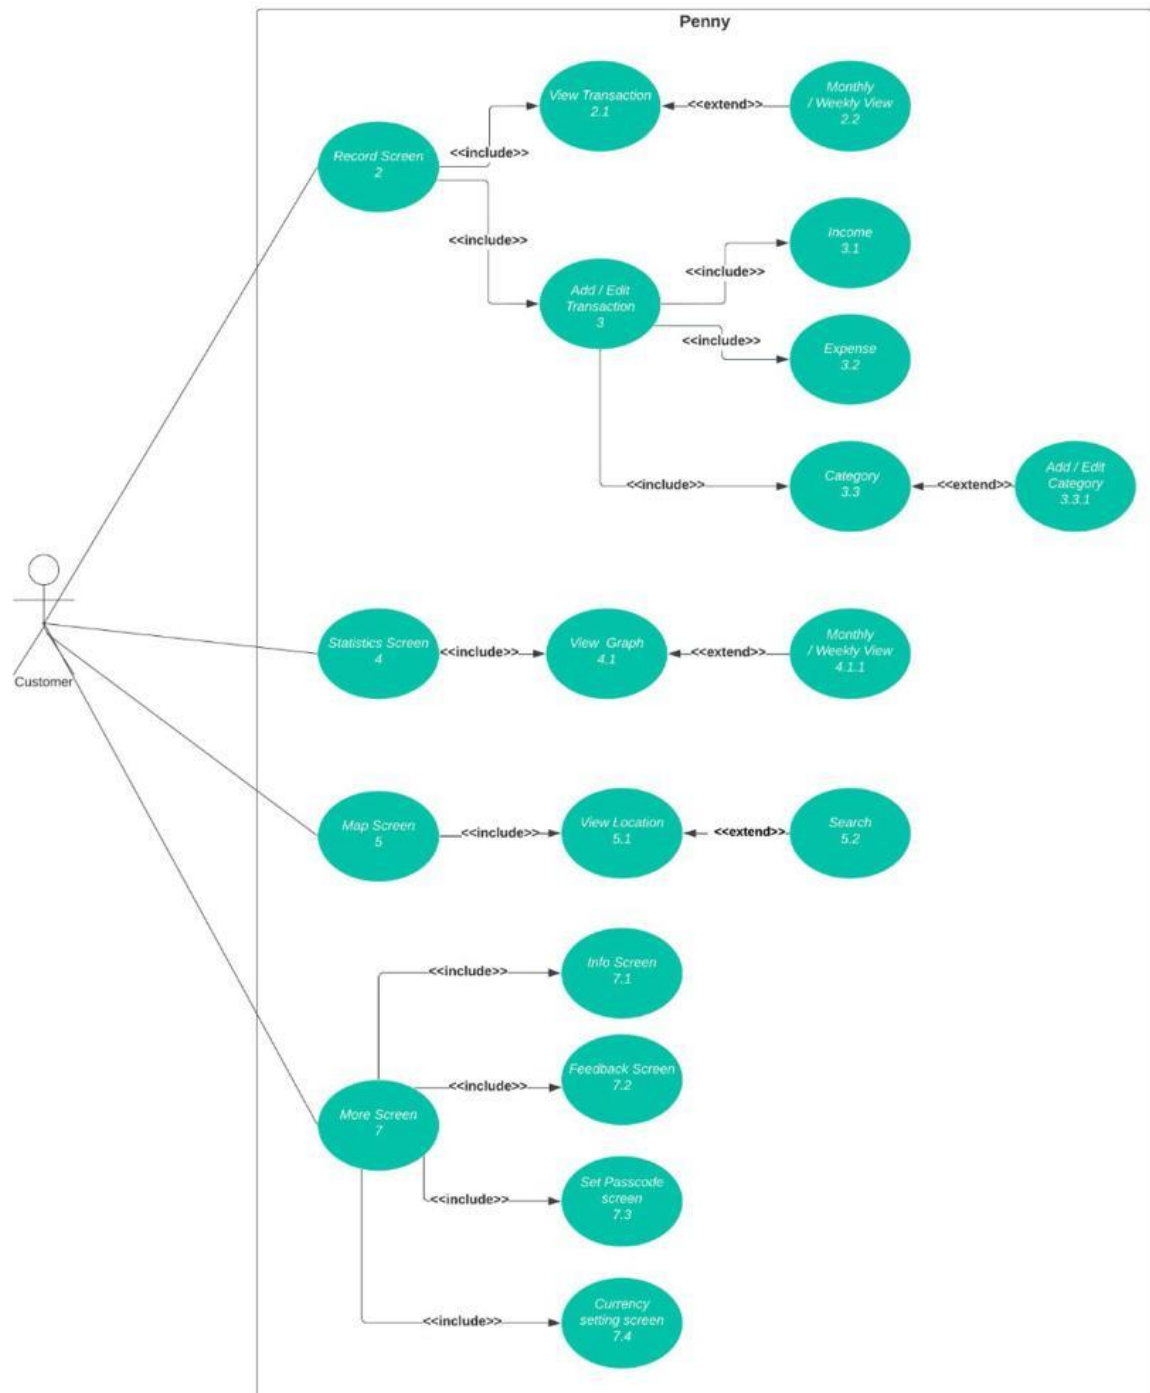 Penny
View Transaction
2.1
<<extend>>
Monthly
/ Weekly View
2.2
<<include>>
Record Screen
2
<<include>>
Income
3.1
<<include>>
Add / Edit
Transaction
3
<<include>>
Expense
3.2
<<include>>
Category
3.3
<<extend>>
Add / Edit
Category
3.3.1
Customer
Statistics Screen
4
<<include>>
View Graph
4.1
<<extend>>
Monthly
/ Weekly View
4.1.1
Map Screen
5
<<include>>
View Location
5.1
<<extend>>
Search
5.2
<<include>>
Info Screen
7.1
<<include>>
Feedback Screen
7.2
More Screen
7
<<include>>
Set Passcode
screen
7.3
<<include>>
Currency
setting screen
7.4